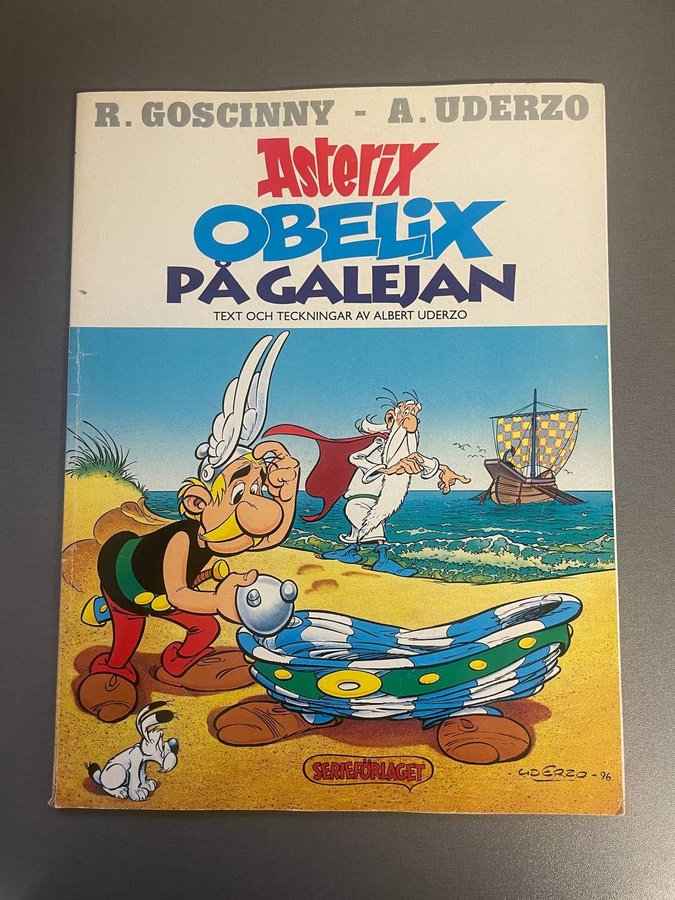 R. GOSCINNY - A. UDERZO
Asterix
OBELIX
PÅ GALEJAN
TEXT OCH TECKNINGAR AV ALBERT UDERZO
SERIEFÖRLAGET
- UDERZO - 96